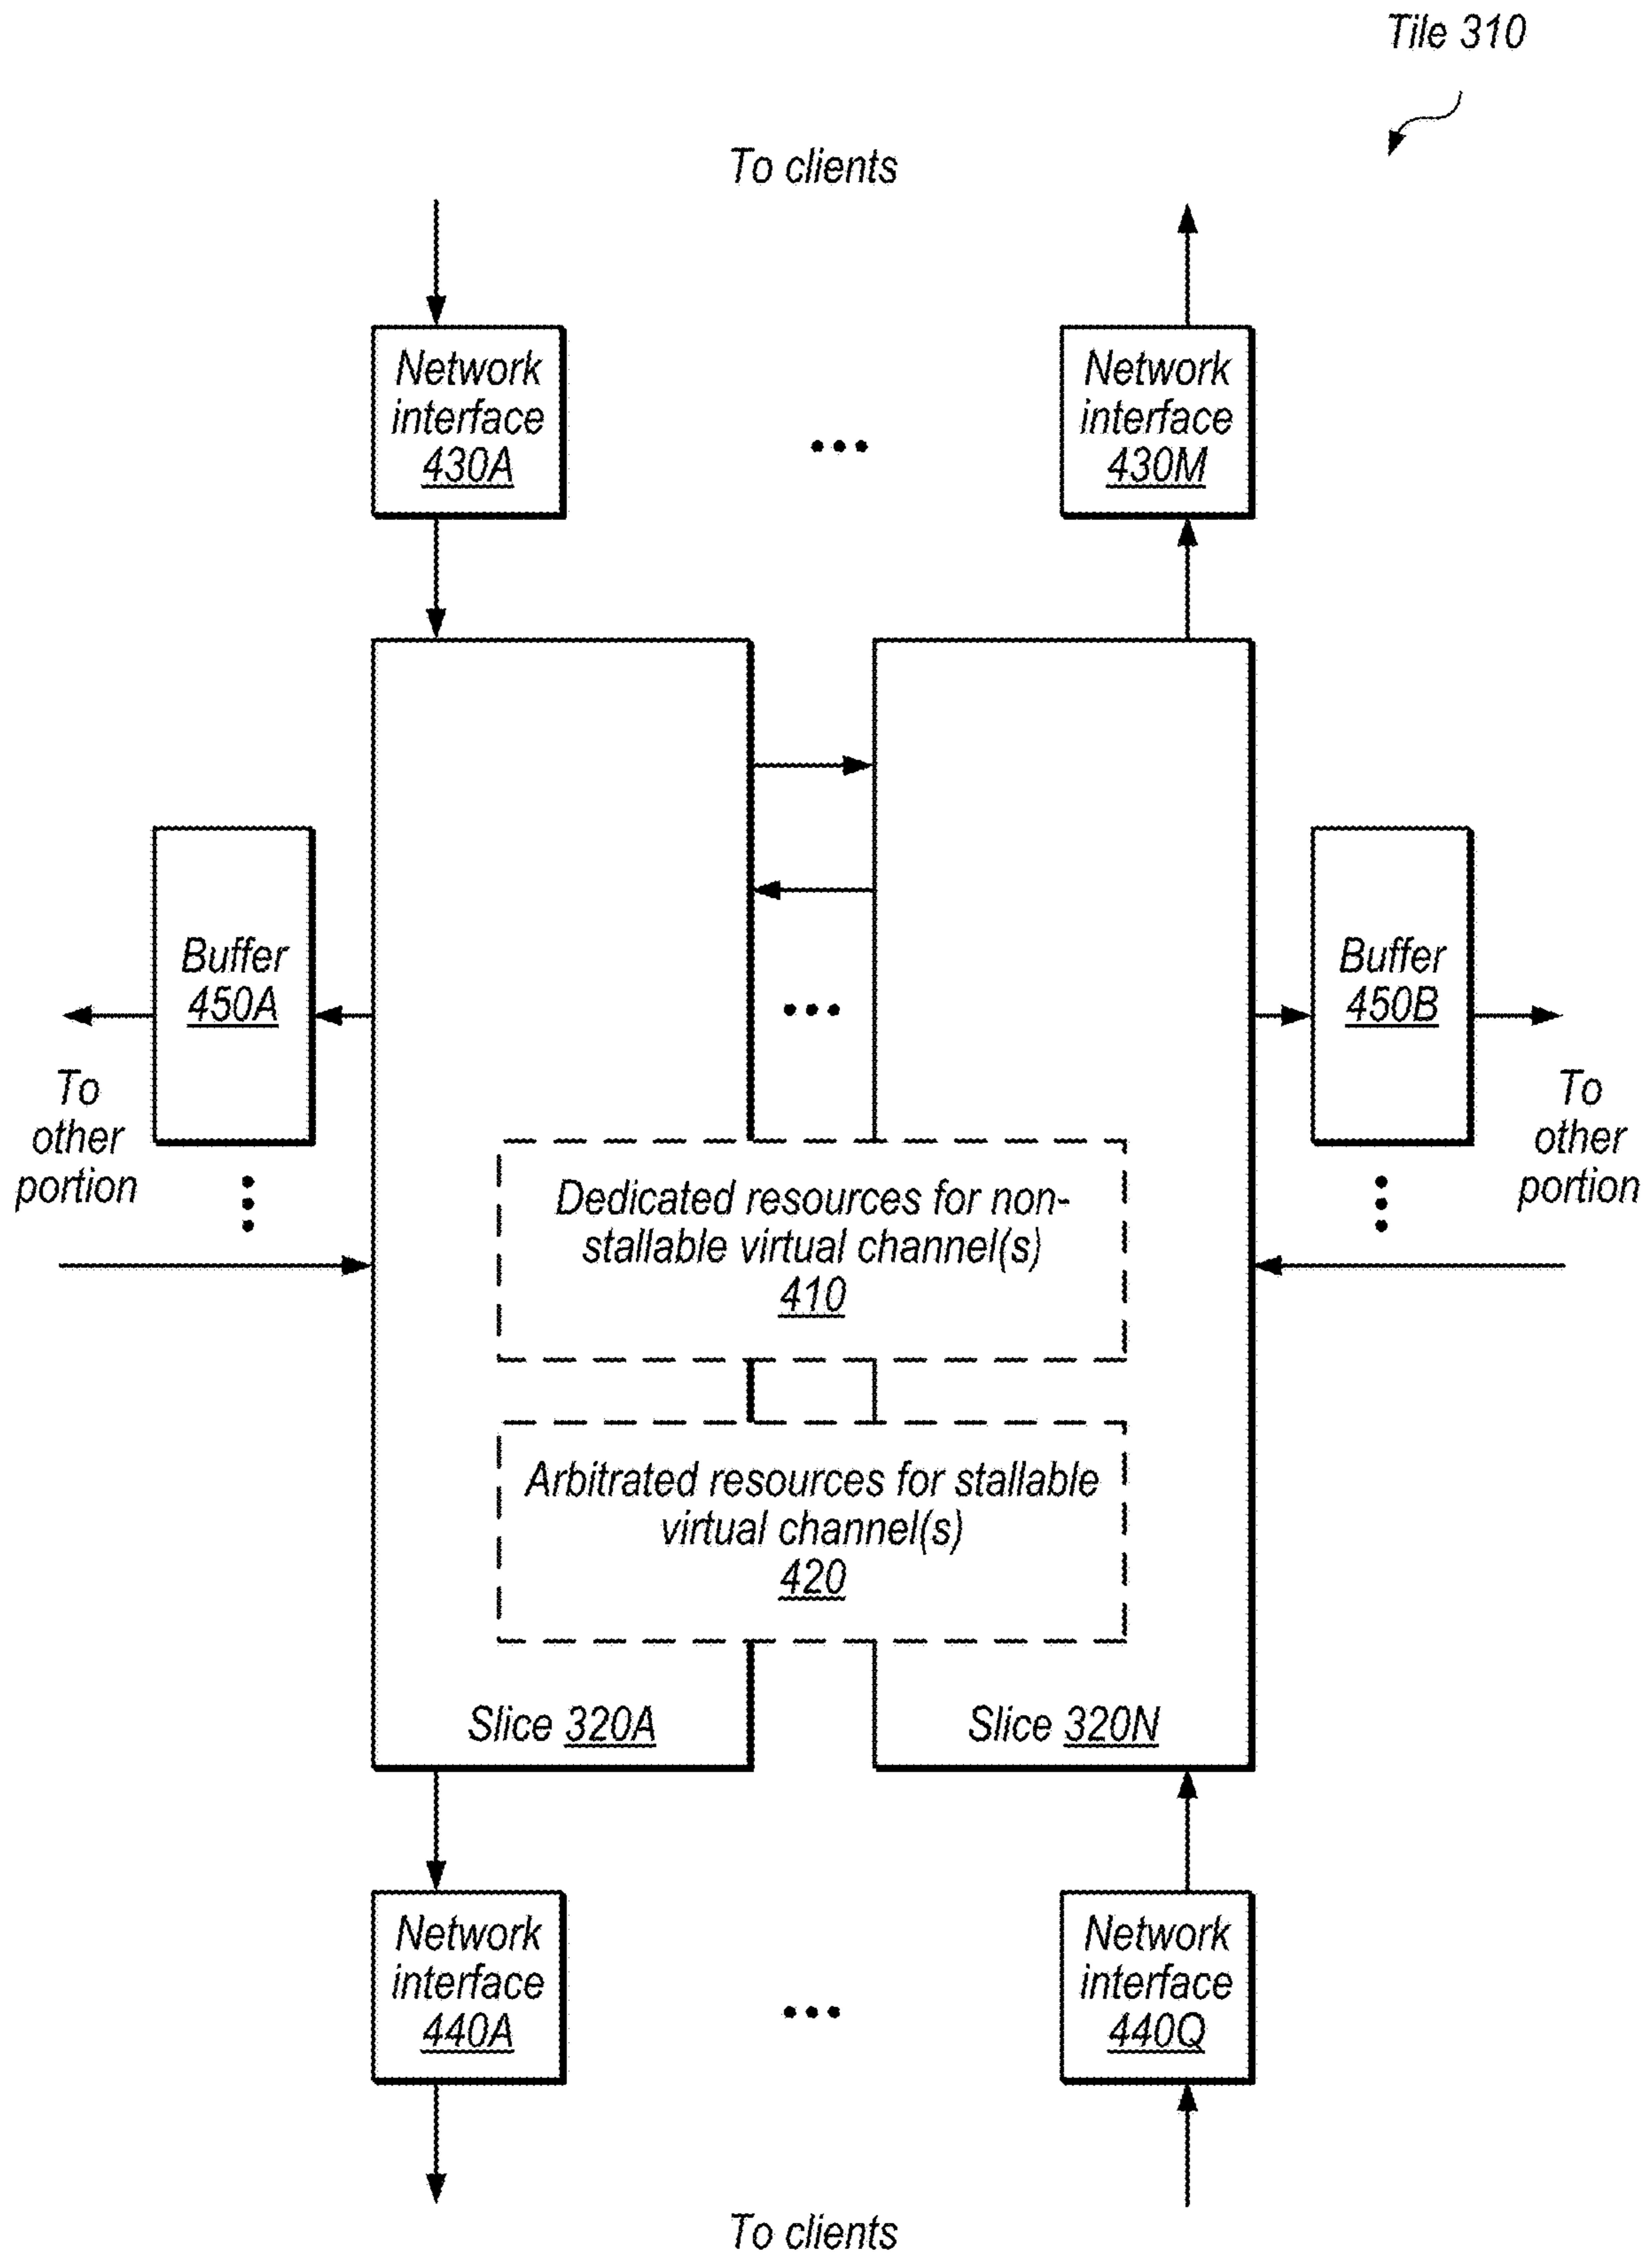 Tile 310
To clients
Network
interface
430A
Network
interface
430M
Buffer
450A
Buffer
450B
To
other
portion
To
other
portion
Dedicated resources for non-
stallable virtual channel(s)
410
Arbitrated resources for stallable
virtual channel(s)
420
Slice 320A
Slice 320N
Network
interface
440A
Network
interface
440Q
To clients